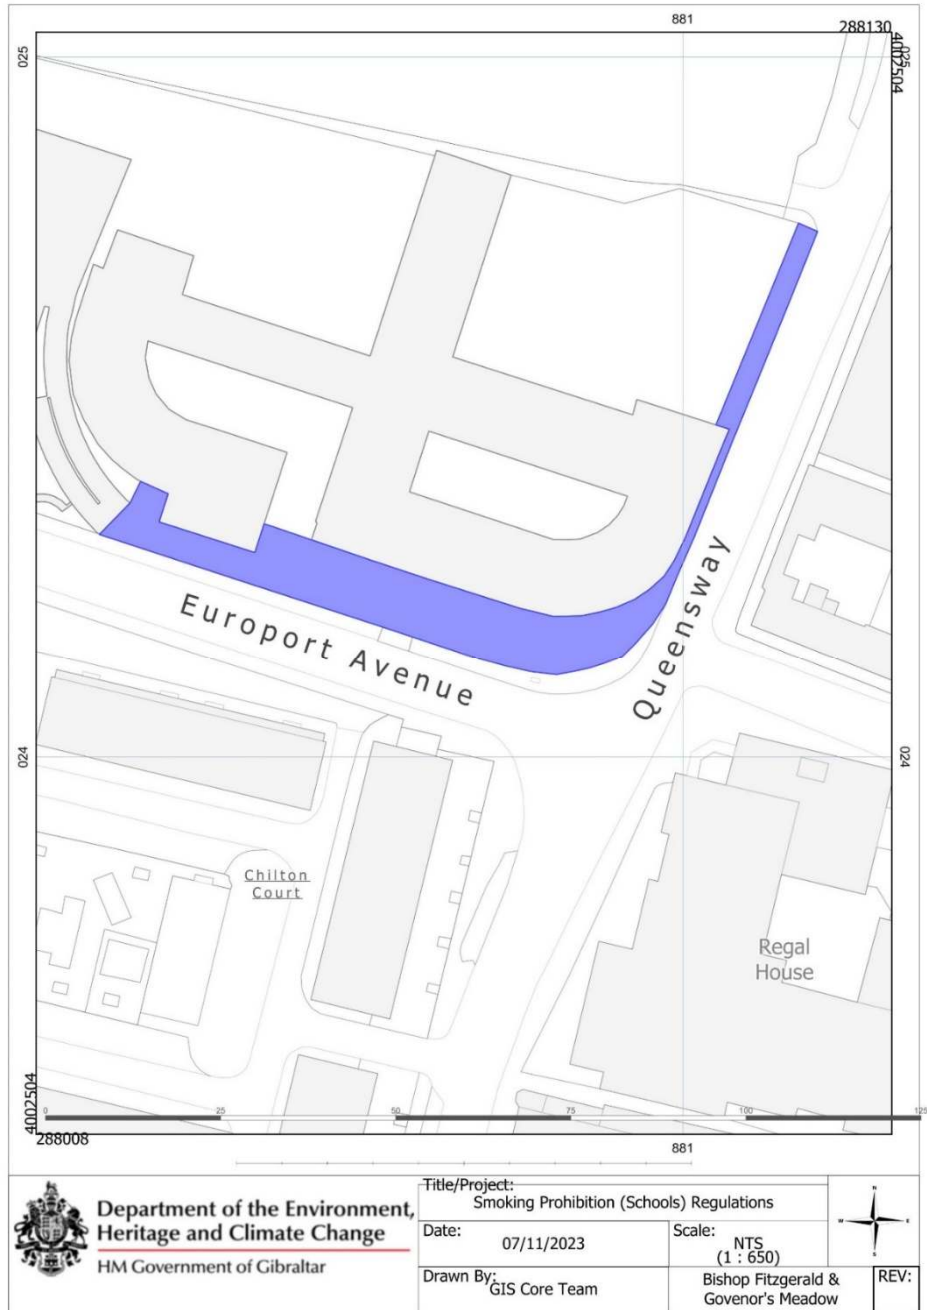 881
288130
4002504
025
025
Europort Avenue
Queensway
024
024
Chilton
Court
Regal
House
0 25 50 75 100 125
4002504
288008
881
Department of the Environment,
Heritage and Climate Change
HM Government of Gibraltar
Title/Project:
Smoking Prohibition (Schools) Regulations
Date:
07/11/2023
Scale:
NTS
(1 : 650)
Drawn By:
GIS Core Team
Bishop Fitzgerald &
Govenor's Meadow
REV:
N
W E
S